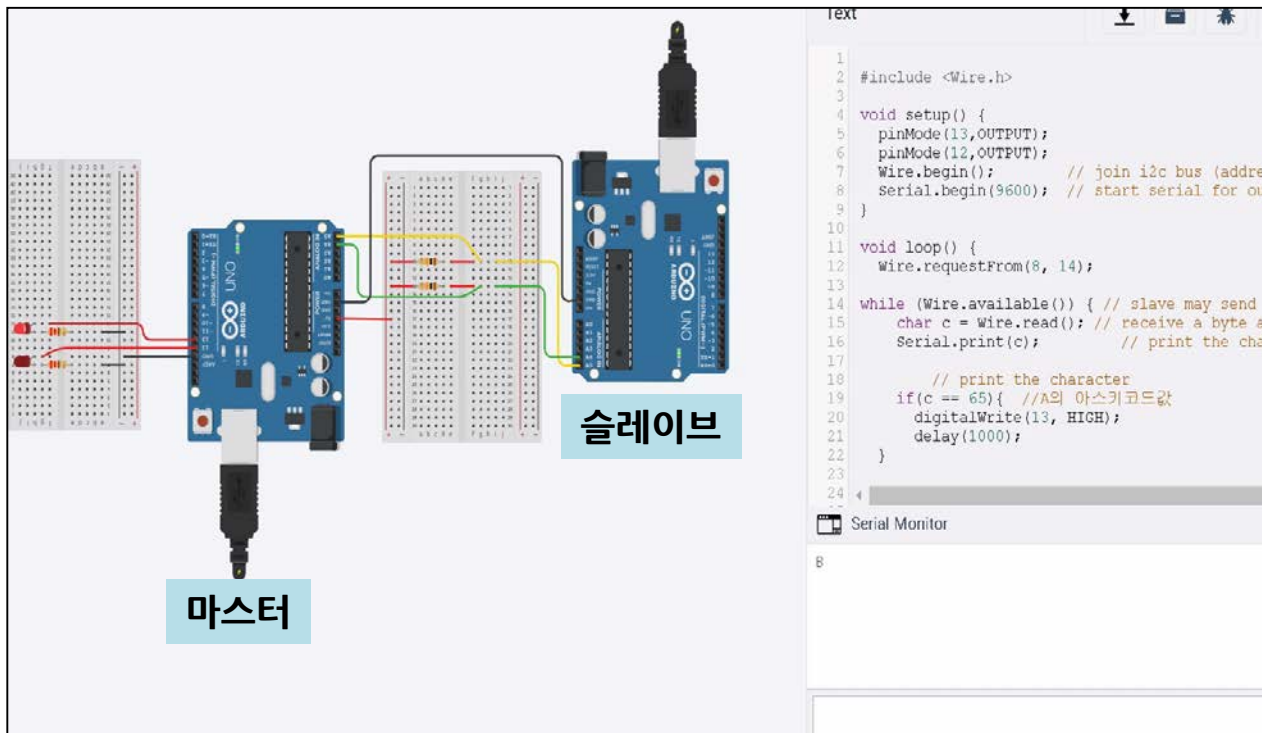 Text
1
2 #include <Wire.h>
3
4 void setup() {
5 pinMode(13,OUTPUT);
6 pinMode(12,OUTPUT);
7 Wire.begin(); // join i2c bus (addre
8 Serial.begin(9600); // start serial for ou
9 }
10
11 void loop() {
12 Wire.requestFrom(8, 14);
13
14 while (Wire.available()) { // slave may send
15 char c = Wire.read(); // receive a byte a
16 Serial.print(c); // print the cha
17
18 // print the character
19 if(c == 65){ //A의 아스키코드값
20 digitalWrite(13, HIGH);
21 delay(1000);
22 }
23
24
Serial Monitor
B
슬레이브
마스터
UNO
UNO
ARDUINO